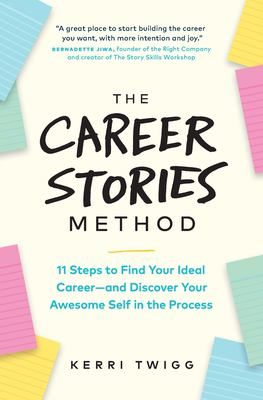 "A great place to start building the career
you want, with more intention and joy."
BERNADETTE JIWA, founder of the Right Company
and creator of The Story Skills Workshop
THE
CAREER
STORIES
METHOD
11 Steps to Find Your Ideal
Career—and Discover Your
Awesome Self in the Process
KERRI TWIGG